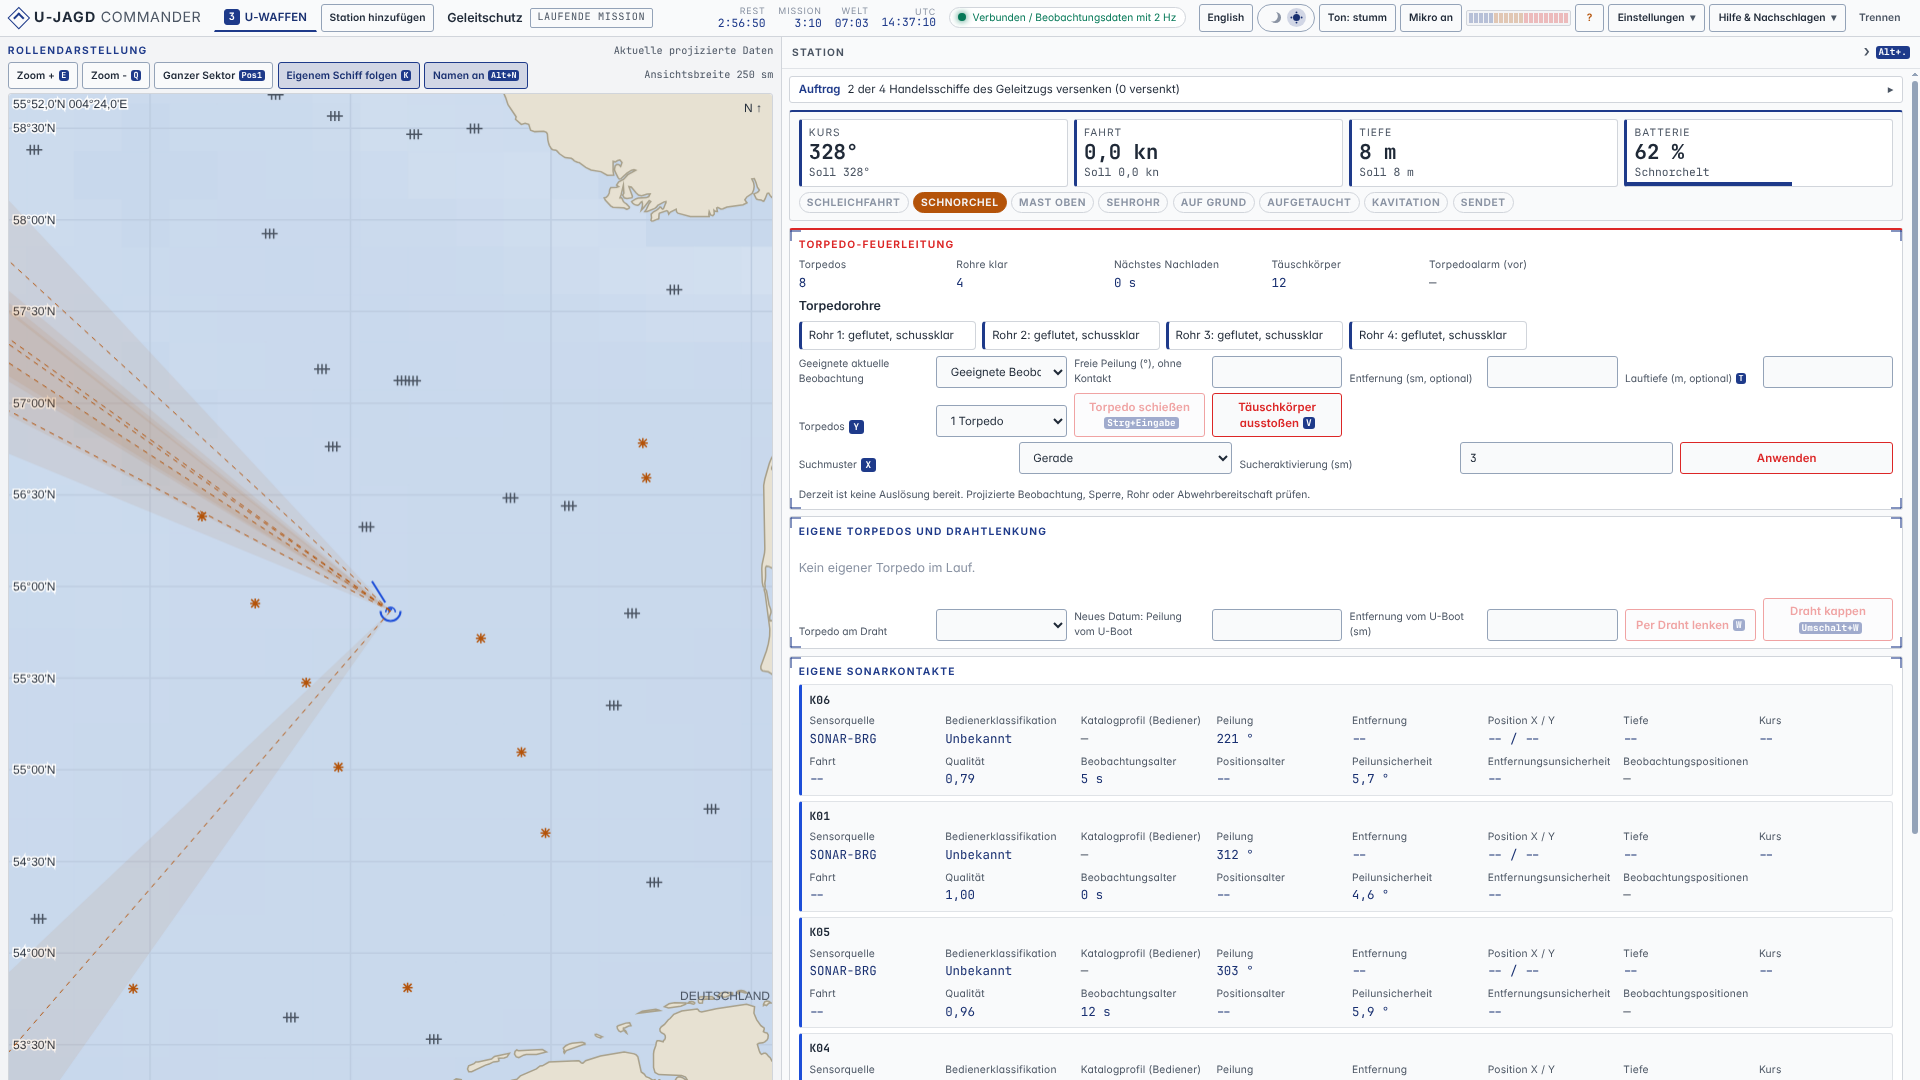 U-JAGD COMMANDER
3 U-WAFFEN
Station hinzufügen
Geleitschutz
LAUFENDE MISSION
REST 2:56:50
MISSION 3:10
WELT 07:03
UTC 14:37:10
Verbunden / Beobachtungsdaten mit 2 Hz
English
Ton: stumm
Mikro an
?
Einstellungen ▾
Hilfe & Nachschlagen ▾
Trennen
ROLLENDARSTELLUNG
Aktuelle projizierte Daten
Zoom + E
Zoom - Q
Ganzer Sektor Pos1
Eigenem Schiff folgen K
Namen an Alt+N
Ansichtsbreite 250 sm
55°52,0'N 004°24,0'E
N ↑
58°30'N
58°00'N
57°30'N
57°00'N
56°30'N
56°00'N
55°30'N
55°00'N
54°30'N
54°00'N
53°30'N
DEUTSCHLAND
STATION
Alt+.
Auftrag 2 der 4 Handelsschiffe des Geleitzugs versenken (0 versenkt)
KURS
328°
Soll 328°
FAHRT
0,0 kn
Soll 0,0 kn
TIEFE
8 m
Soll 8 m
BATTERIE
62 %
Schnorchelt
SCHLEICHFAHRT
SCHNORCHEL
MAST OBEN
SEHROHR
AUF GRUND
AUFGETAUCHT
KAVITATION
SENDET
TORPEDO-FEUERLEITUNG
Torpedos
8
Rohre klar
4
Nächstes Nachladen
0 s
Täuschkörper
12
Torpedoalarm (vor)
—
Torpedorohre
Rohr 1: geflutet, schussklar
Rohr 2: geflutet, schussklar
Rohr 3: geflutet, schussklar
Rohr 4: geflutet, schussklar
Geeignete aktuelle Beobachtung
Geeignete Beobc
Freie Peilung (°), ohne Kontakt
Entfernung (sm, optional)
Lauftiefe (m, optional) T
Torpedos Y
1 Torpedo
Torpedo schießen Strg+Eingabe
Täuschkörper ausstoßen V
Suchmuster X
Gerade
Sucheraktivierung (sm)
3
Anwenden
Derzeit ist keine Auslösung bereit. Projizierte Beobachtung, Sperre, Rohr oder Abwehrbereitschaft prüfen.
EIGENE TORPEDOS UND DRAHTLENKUNG
Kein eigener Torpedo im Lauf.
Torpedo am Draht
Neues Datum: Peilung vom U-Boot
Entfernung vom U-Boot (sm)
Per Draht lenken W
Draht kappen Umschalt+W
EIGENE SONARKONTAKTE
K06
Sensorquelle Bedienerklassifikation Katalogprofil (Bediener) Peilung Entfernung Position X / Y Tiefe Kurs
SONAR-BRG Unbekannt — 221 ° -- -- / -- -- --
Fahrt Qualität Beobachtungsalter Positionsalter Peilunsicherheit Entfernungsunsicherheit Beobachtungspositionen
-- 0,79 5 s -- 5,7 ° -- —
K01
Sensorquelle Bedienerklassifikation Katalogprofil (Bediener) Peilung Entfernung Position X / Y Tiefe Kurs
SONAR-BRG Unbekannt — 312 ° -- -- / -- -- --
Fahrt Qualität Beobachtungsalter Positionsalter Peilunsicherheit Entfernungsunsicherheit Beobachtungspositionen
-- 1,00 0 s -- 4,6 ° -- —
K05
Sensorquelle Bedienerklassifikation Katalogprofil (Bediener) Peilung Entfernung Position X / Y Tiefe Kurs
SONAR-BRG Unbekannt — 303 ° -- -- / -- -- --
Fahrt Qualität Beobachtungsalter Positionsalter Peilunsicherheit Entfernungsunsicherheit Beobachtungspositionen
-- 0,96 12 s -- 5,9 ° -- —
K04
Sensorquelle Bedienerklassifikation Katalogprofil (Bediener) Peilung Entfernung Position X / Y Tiefe Kurs